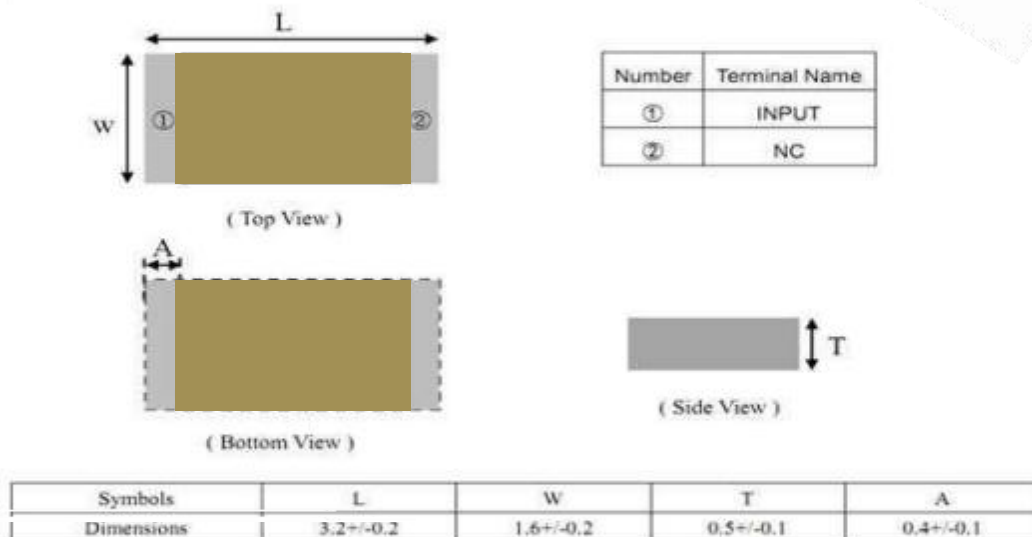 L
W
① ②
( Top View )
Number Terminal Name
① INPUT
② NC
A
( Bottom View )
T
( Side View )
Symbols L W T A
Dimensions 3.2+/-0.2 1.6+/-0.2 0.5+/-0.1 0.4+/-0.1